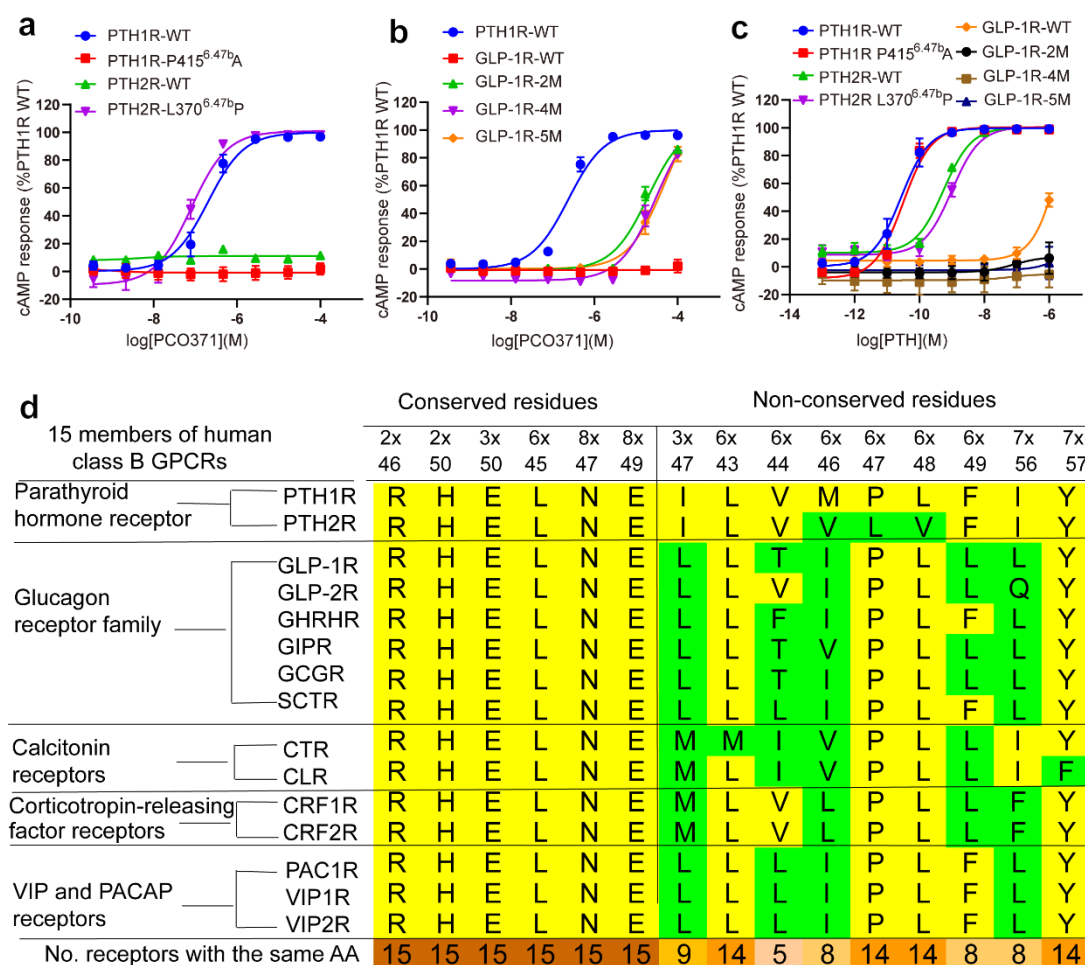 a
PTH1R-WT
PTH1R-P415^6.47b A
PTH2R-WT
PTH2R-L370^6.47b P
cAMP response (%PTH1R WT)
120
100
80
60
40
20
0
-20
-10
-8
-6
-4
log[PCO371](M)
b
PTH1R-WT
GLP-1R-WT
GLP-1R-2M
GLP-1R-4M
GLP-1R-5M
cAMP response (%PTH1R WT)
120
100
80
60
40
20
0
-20
-10
-8
-6
-4
log[PCO371](M)
c
PTH1R-WT
PTH1R P415^6.47b A
PTH2R-WT
PTH2R L370^6.47b P
GLP-1R-WT
GLP-1R-2M
GLP-1R-4M
GLP-1R-5M
cAMP response (%PTH1R WT)
120
100
80
60
40
20
0
-20
-14
-12
-10
-8
-6
log[PTH](M)
d
Conserved residues Non-conserved residues
15 members of human
class B GPCRs
2x 2x 3x 6x 8x 8x 3x 6x 6x 6x 6x 6x 6x 7x 7x
46 50 50 45 47 49 47 43 44 46 47 48 49 56 57
Parathyroid
hormone receptor
PTH1R R H E L N E I L V M P L F I Y
PTH2R R H E L N E I L V V L V F I Y
Glucagon
receptor family
GLP-1R R H E L N E L L T I P L L L Y
GLP-2R R H E L N E L L V I P L L Q Y
GHRHR R H E L N E L L F I P L F L Y
GIPR R H E L N E L L T V P L L L Y
GCGR R H E L N E L L T I P L L L Y
SCTR R H E L N E L L L I P L F L Y
Calcitonin
receptors
CTR R H E L N E M M I V P L L I Y
CLR R H E L N E M L I V P L L I F
Corticotropin-releasing
factor receptors
CRF1R R H E L N E M L V L P L L F Y
CRF2R R H E L N E M L V L P L L F Y
VIP and PACAP
receptors
PAC1R R H E L N E L L L I P L F L Y
VIP1R R H E L N E L L L I P L F L Y
VIP2R R H E L N E L L L I P L F L Y
No. receptors with the same AA 15 15 15 15 15 15 9 14 5 8 14 14 8 8 14